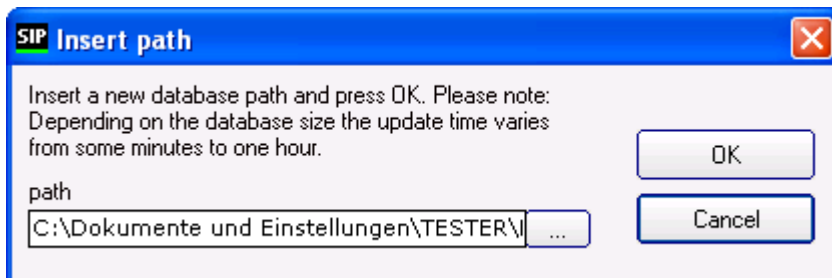 SIP Insert path
Insert a new database path and press OK. Please note:
Depending on the database size the update time varies
from some minutes to one hour.
OK
path
C:\Dokumente und Einstellungen\TESTER\
...
Cancel